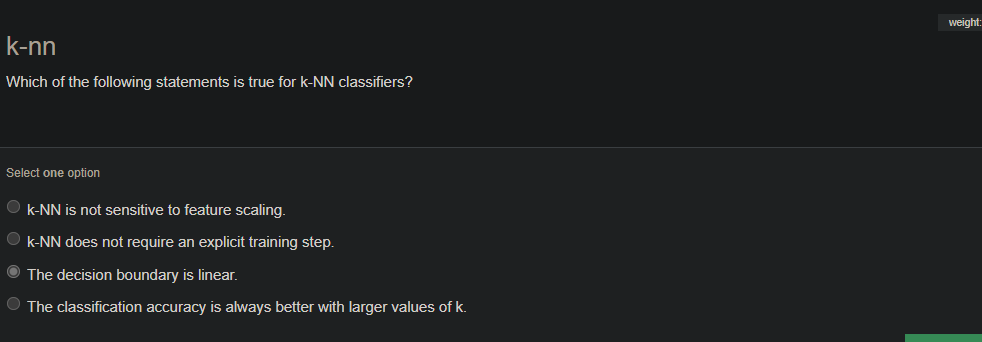 weight:
k-nn
Which of the following statements is true for k-NN classifiers?
Select one option
k-NN is not sensitive to feature scaling.
k-NN does not require an explicit training step.
The decision boundary is linear.
The classification accuracy is always better with larger values of k.